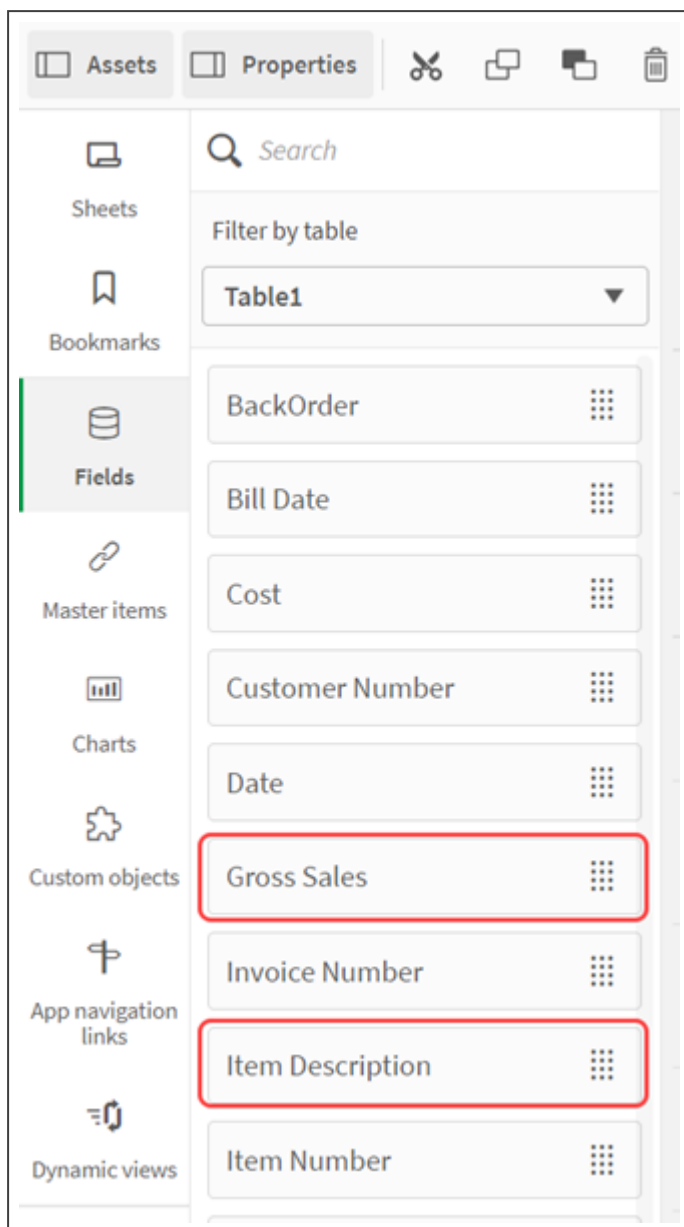 Assets
Properties
Search
Filter by table
Table1
Sheets
Bookmarks
Fields
Master items
Charts
Custom objects
App navigation
links
Dynamic views
BackOrder
Bill Date
Cost
Customer Number
Date
Gross Sales
Invoice Number
Item Description
Item Number